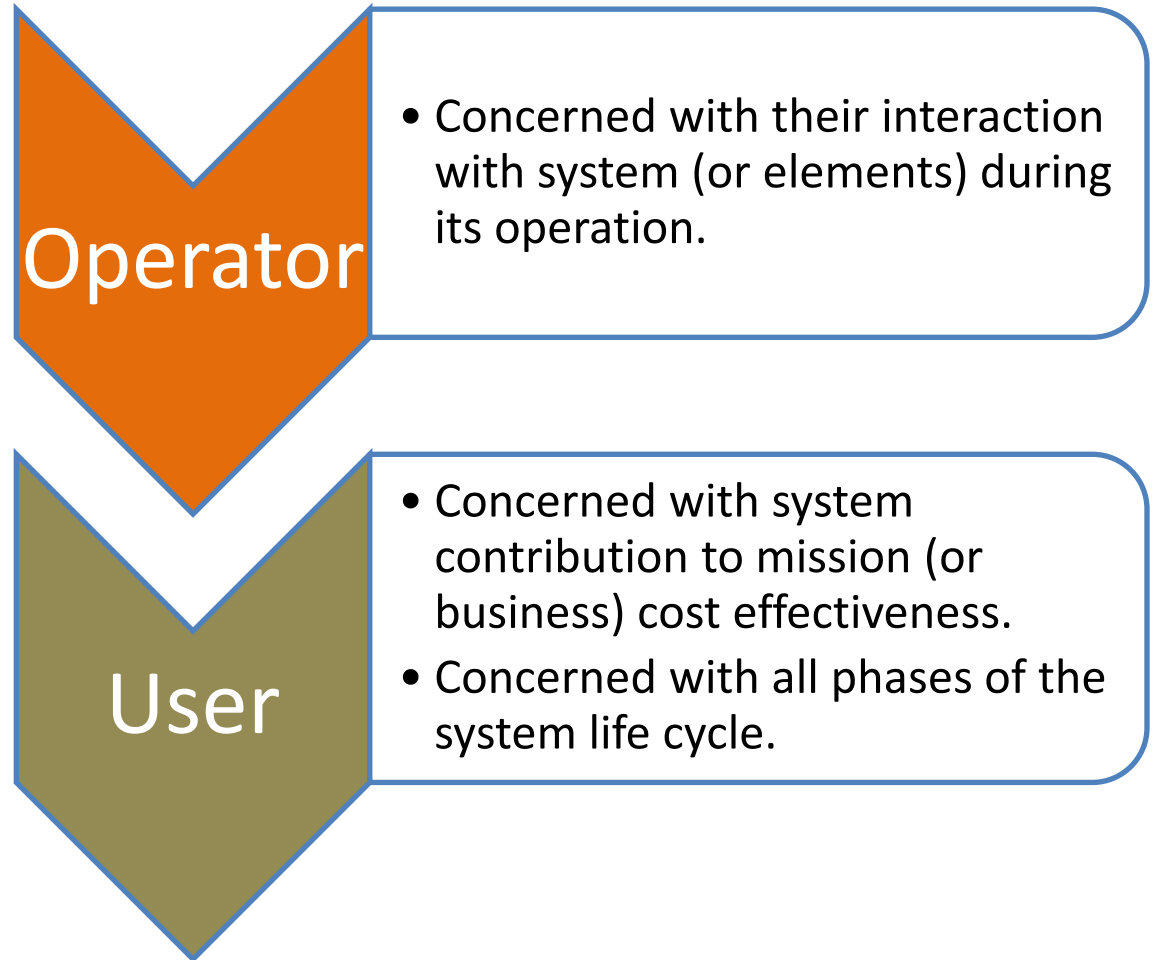 Operator
• Concerned with their interaction
with system (or elements) during
its operation.
User
• Concerned with system
contribution to mission (or
business) cost effectiveness.
• Concerned with all phases of the
system life cycle.